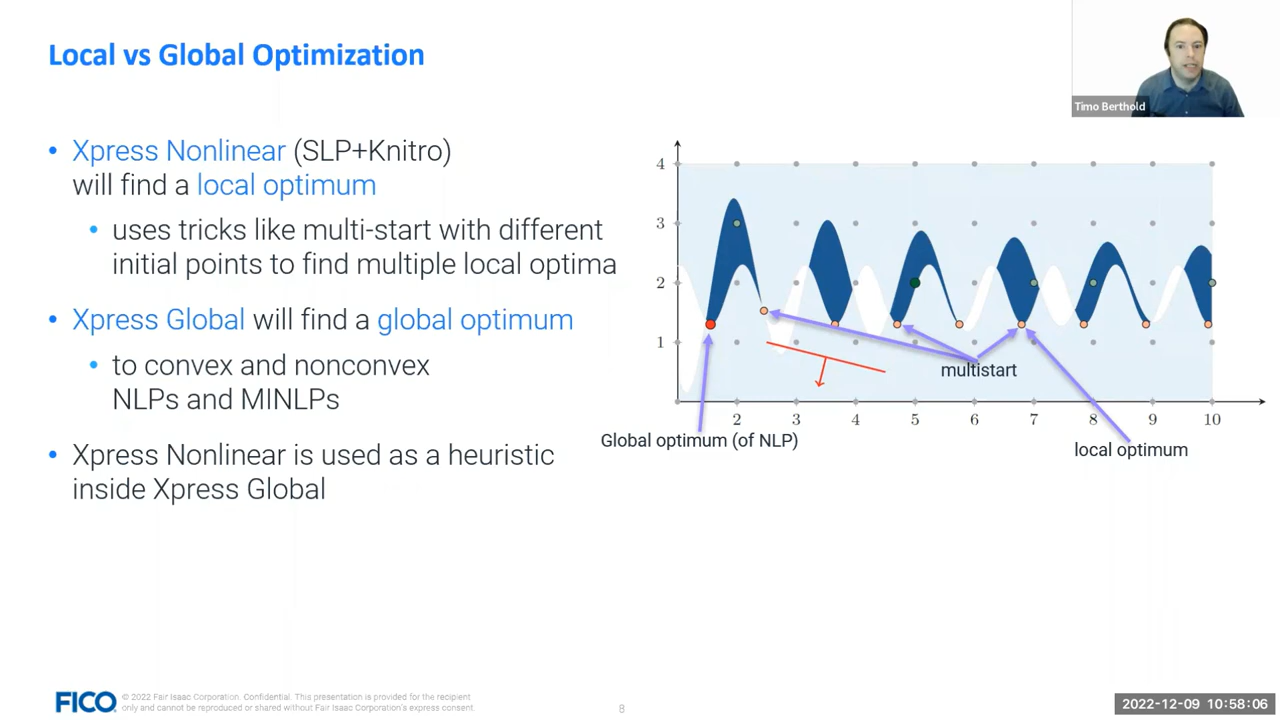 Local vs Global Optimization
Timo Berthold
• Xpress Nonlinear (SLP+Knitro)
will find a local optimum
• uses tricks like multi-start with different
initial points to find multiple local optima
• Xpress Global will find a global optimum
• to convex and nonconvex
NLPs and MINLPs
• Xpress Nonlinear is used as a heuristic
inside Xpress Global
4
3
2
1
2 3 4 5 6 7 8 9 10
multistart
Global optimum (of NLP)
local optimum
FICO
© 2022 Fair Isaac Corporation. Confidential. This presentation is provided for the recipient
only and cannot be reproduced or shared without Fair Isaac Corporation's express consent.
8
2022-12-09 10:58:06